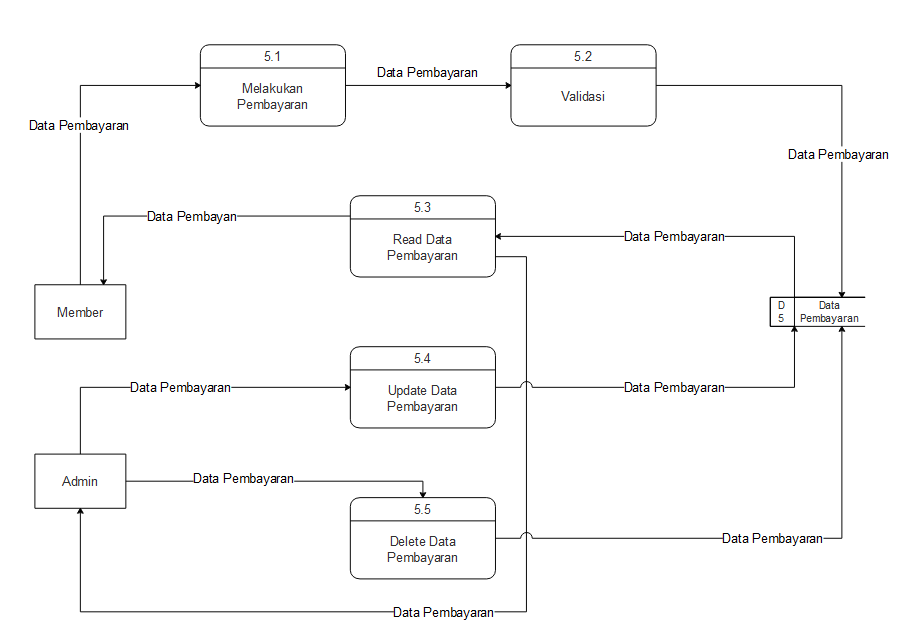 5.1
Melakukan
Pembayaran
Data Pembayaran
5.2
Validasi
Data Pembayaran
Data Pembayaran
5.3
Read Data
Pembayaran
Data Pembayan
Data Pembayaran
Member
D
5
Data
Pembayaran
5.4
Update Data
Pembayaran
Data Pembayaran
Data Pembayaran
Admin
Data Pembayaran
5.5
Delete Data
Pembayaran
Data Pembayaran
Data Pembayaran